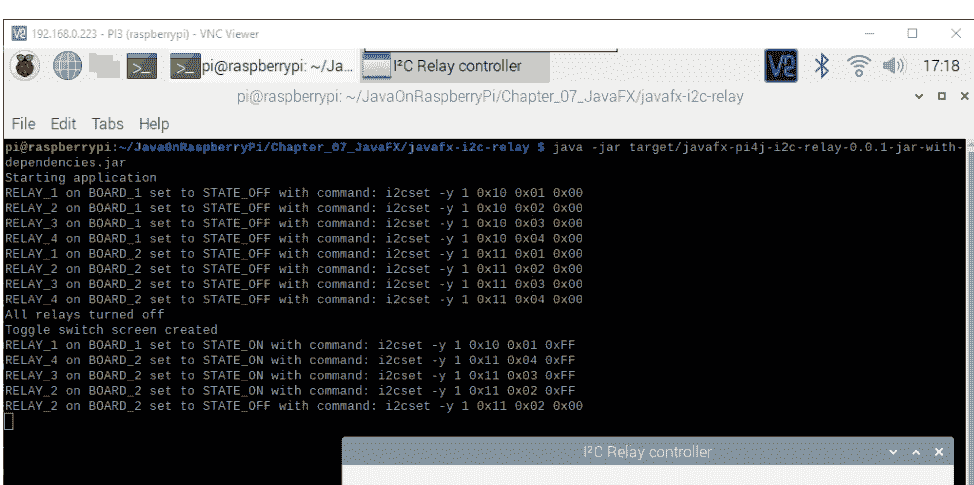 192.168.0.223 - PI3 (raspberrypi) - VNC Viewer
pi@raspberrypi: ~/Ja... I²C Relay controller 17:18
pi@raspberrypi: ~/JavaOnRaspberryPi/Chapter_07_JavaFX/javafx-i2c-relay
File Edit Tabs Help
pi@raspberrypi:~/JavaOnRaspberryPi/Chapter_07_JavaFX/javafx-i2c-relay $ java -jar target/javafx-pi4j-i2c-relay-0.0.1-jar-with-
dependencies.jar
Starting application
RELAY_1 on BOARD_1 set to STATE_OFF with command: i2cset -y 1 0x10 0x01 0x00
RELAY_2 on BOARD_1 set to STATE_OFF with command: i2cset -y 1 0x10 0x02 0x00
RELAY_3 on BOARD_1 set to STATE_OFF with command: i2cset -y 1 0x10 0x03 0x00
RELAY_4 on BOARD_1 set to STATE_OFF with command: i2cset -y 1 0x10 0x04 0x00
RELAY_1 on BOARD_2 set to STATE_OFF with command: i2cset -y 1 0x11 0x01 0x00
RELAY_2 on BOARD_2 set to STATE_OFF with command: i2cset -y 1 0x11 0x02 0x00
RELAY_3 on BOARD_2 set to STATE_OFF with command: i2cset -y 1 0x11 0x03 0x00
RELAY_4 on BOARD_2 set to STATE_OFF with command: i2cset -y 1 0x11 0x04 0x00
All relays turned off
Toggle switch screen created
RELAY_1 on BOARD_1 set to STATE_ON with command: i2cset -y 1 0x10 0x01 0xFF
RELAY_4 on BOARD_2 set to STATE_ON with command: i2cset -y 1 0x11 0x04 0xFF
RELAY_3 on BOARD_2 set to STATE_ON with command: i2cset -y 1 0x11 0x03 0xFF
RELAY_2 on BOARD_2 set to STATE_ON with command: i2cset -y 1 0x11 0x02 0xFF
RELAY_2 on BOARD_2 set to STATE_OFF with command: i2cset -y 1 0x11 0x02 0x00
I²C Relay controller